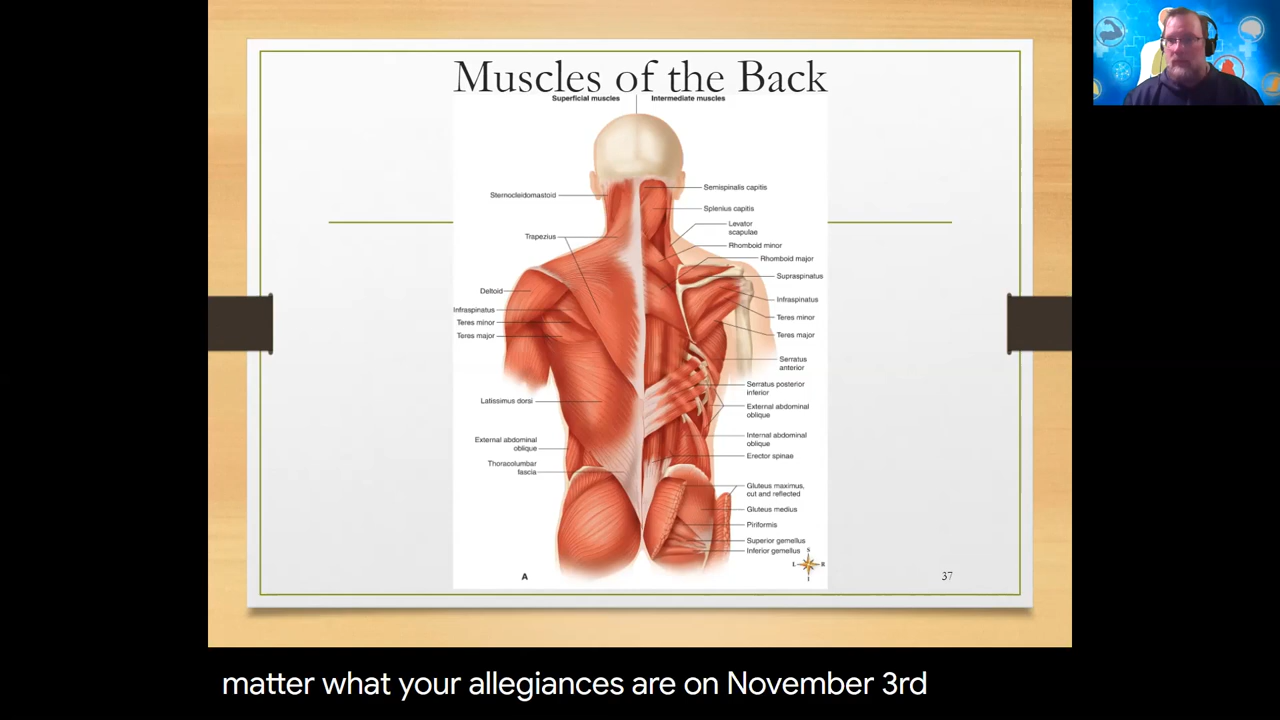 Muscles of the Back
Superficial muscles
Intermediate muscles
Sternocleidomastoid
Trapezius
Deltoid
Infraspinatus
Teres minor
Teres major
Latissimus dorsi
External abdominal
oblique
Thoracolumbar
fascia
Semispinalis capitis
Splenius capitis
Levator
scapulae
Rhomboid minor
Rhomboid major
Supraspinatus
Infraspinatus
Teres minor
Teres major
Serratus
anterior
Serratus posterior
inferior
External abdominal
oblique
Internal abdominal
oblique
Erector spinae
Gluteus maximus,
cut and reflected
Gluteus medius
Piriformis
Superior gemellus
Inferior gemellus
S
L R
I
A
37
matter what your allegiances are on November 3rd